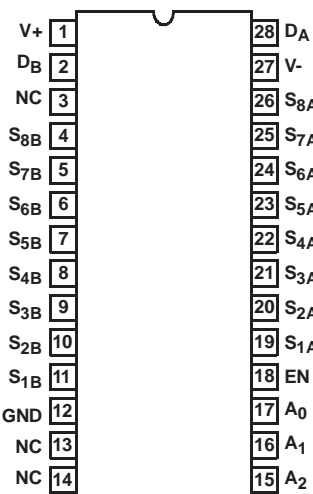 V+ 1 28 DA
DB 2 27 V-
NC 3 26 S8A
S8B 4 25 S7A
S7B 5 24 S6A
S6B 6 23 S5A
S5B 7 22 S4A
S4B 8 21 S3A
S3B 9 20 S2A
S2B 10 19 S1A
S1B 11 18 EN
GND 12 17 A0
NC 13 16 A1
NC 14 15 A2